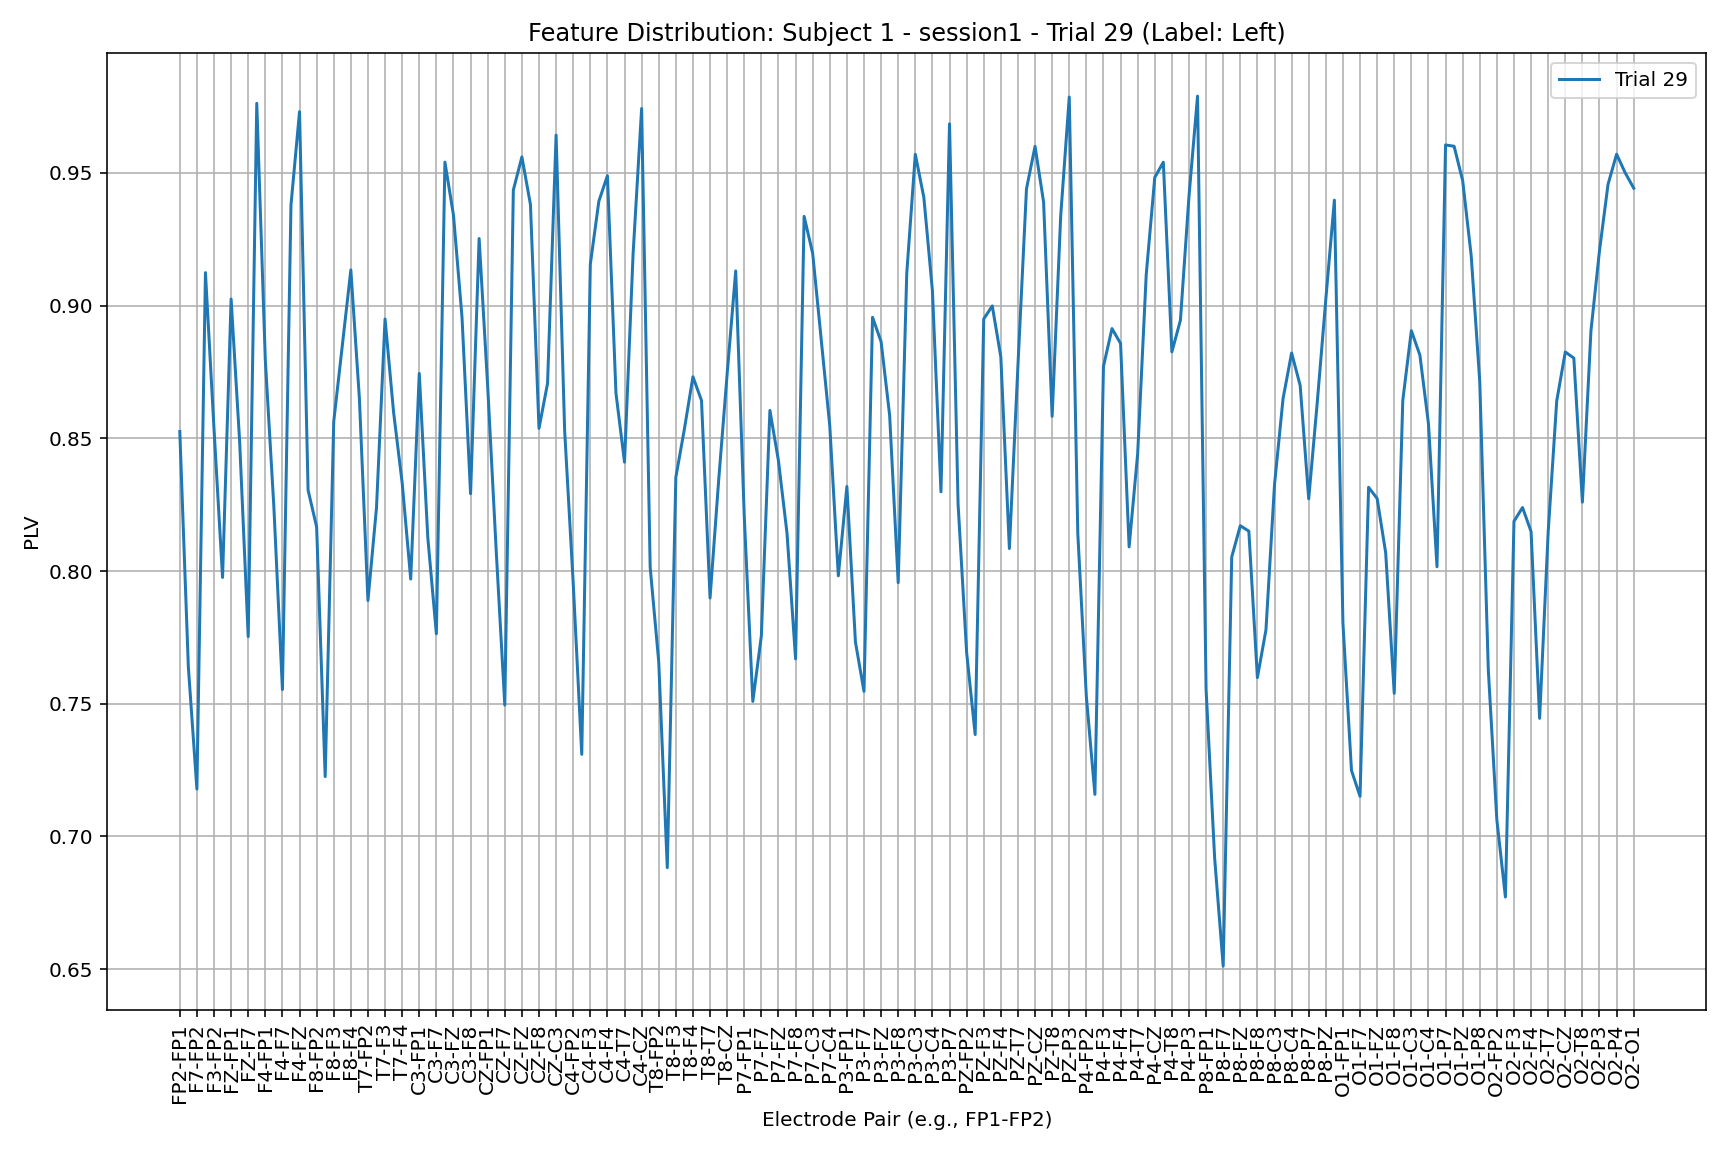 Feature Distribution: Subject 1 - session1 - Trial 29 (Label: Left)
Trial 29
PLV
0.95
0.90
0.85
0.80
0.75
0.70
0.65
FP2-FP1
F7-FP2
F3-FP2
FZ-FP1
FZ-F7
F4-FP1
F4-F7
F4-FZ
F8-FP2
F8-F3
F8-F4
T7-FP2
T7-F3
T7-F4
C3-FP1
C3-F7
C3-FZ
C3-F8
CZ-FP1
CZ-F7
CZ-FZ
CZ-F8
CZ-C3
C4-FP2
C4-F3
C4-F4
C4-T7
C4-CZ
T8-FP2
T8-F3
T8-F4
T8-T7
T8-CZ
P7-FP1
P7-F7
P7-FZ
P7-F8
P7-C3
P7-C4
P3-FP1
P3-F7
P3-FZ
P3-F8
P3-C3
P3-C4
P3-P7
PZ-FP2
PZ-F3
PZ-F4
PZ-T7
PZ-CZ
PZ-T8
PZ-P3
P4-FP2
P4-F3
P4-F4
P4-T7
P4-CZ
P4-T8
P4-P3
P8-FP1
P8-F7
P8-FZ
P8-F8
P8-C3
P8-C4
P8-P7
P8-PZ
O1-FP1
O1-F7
O1-FZ
O1-F8
O1-C3
O1-C4
O1-P7
O1-PZ
O1-P8
O2-FP2
O2-F3
O2-F4
O2-T7
O2-CZ
O2-T8
O2-P3
O2-P4
O2-O1
Electrode Pair (e.g., FP1-FP2)